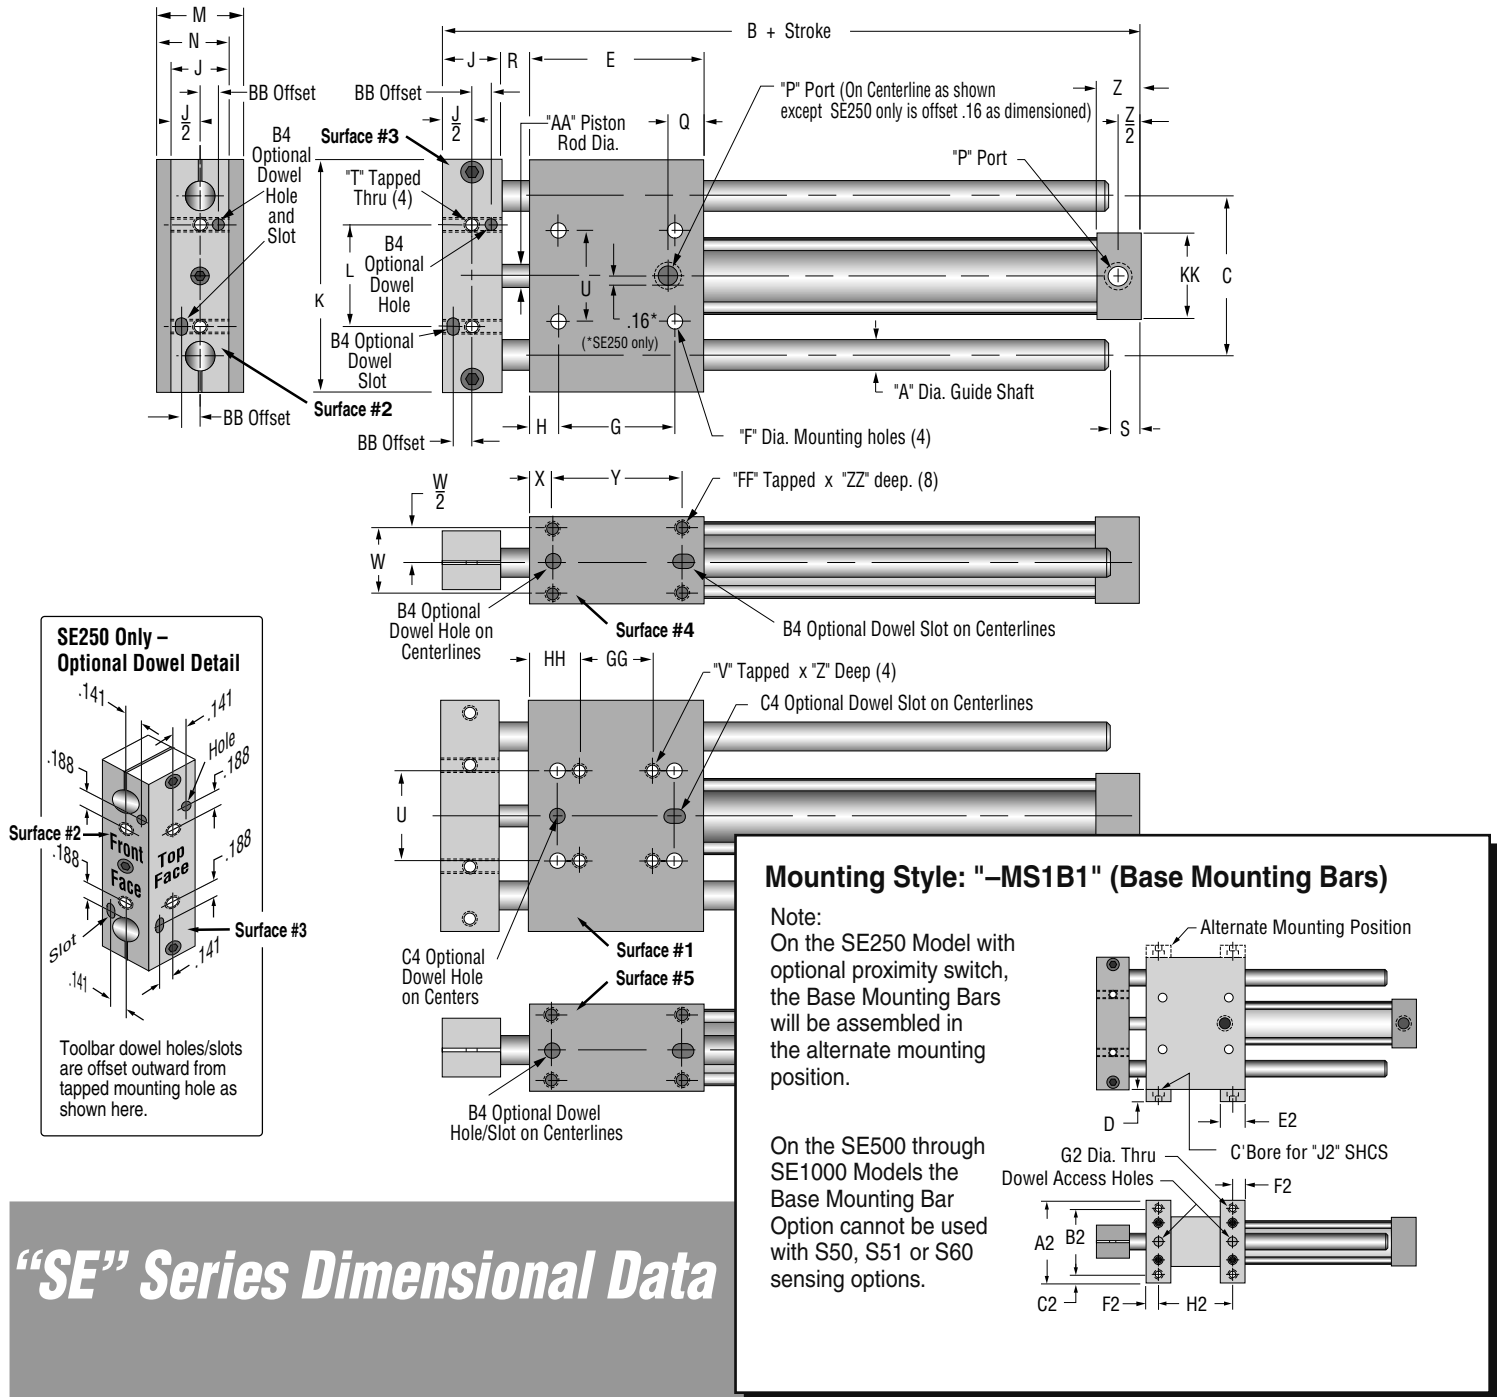 M
N
J
BB Offset
J
2
B4
Optional
Dowel
Hole
and
Slot
BB Offset
Surface #2
B + Stroke
J
R
E
BB Offset
J
2
Surface #3
"AA" Piston
Rod Dia.
Q
"P" Port (On Centerline as shown
except SE250 only is offset .16 as dimensioned)
Z
Z
2
"P" Port
"T" Tapped
Thru (4)
B4
Optional
Dowel
Hole
L
K
U
.16*
(*SE250 only)
B4 Optional
Dowel
Slot
KK
C
"A" Dia. Guide Shaft
BB Offset
H
G
"F" Dia. Mounting holes (4)
S
W
2
X
Y
"FF" Tapped x "ZZ" deep. (8)
W
B4 Optional
Dowel Hole on
Centerlines
Surface #4
B4 Optional Dowel Slot on Centerlines
HH
GG
"V" Tapped x "Z" Deep (4)
C4 Optional Dowel Slot on Centerlines
U
C4 Optional
Dowel Hole
on Centers
Surface #1
Surface #5
B4 Optional Dowel
Hole/Slot on Centerlines
SE250 Only –
Optional Dowel Detail
.141
.141
Hole
.188
.188
Surface #2
Front
Face
Top
Face
.188
.188
Slot
Surface #3
.141
.141
Toolbar dowel holes/slots
are offset outward from
tapped mounting hole as
shown here.
Mounting Style: "–MS1B1" (Base Mounting Bars)
Note:
On the SE250 Model with
optional proximity switch,
the Base Mounting Bars
will be assembled in
the alternate mounting
position.
On the SE500 through
SE1000 Models the
Base Mounting Bar
Option cannot be used
with S50, S51 or S60
sensing options.
Alternate Mounting Position
D
E2
C'Bore for "J2" SHCS
G2 Dia. Thru
Dowel Access Holes
F2
A2
B2
C2
F2
H2
“SE” Series Dimensional Data